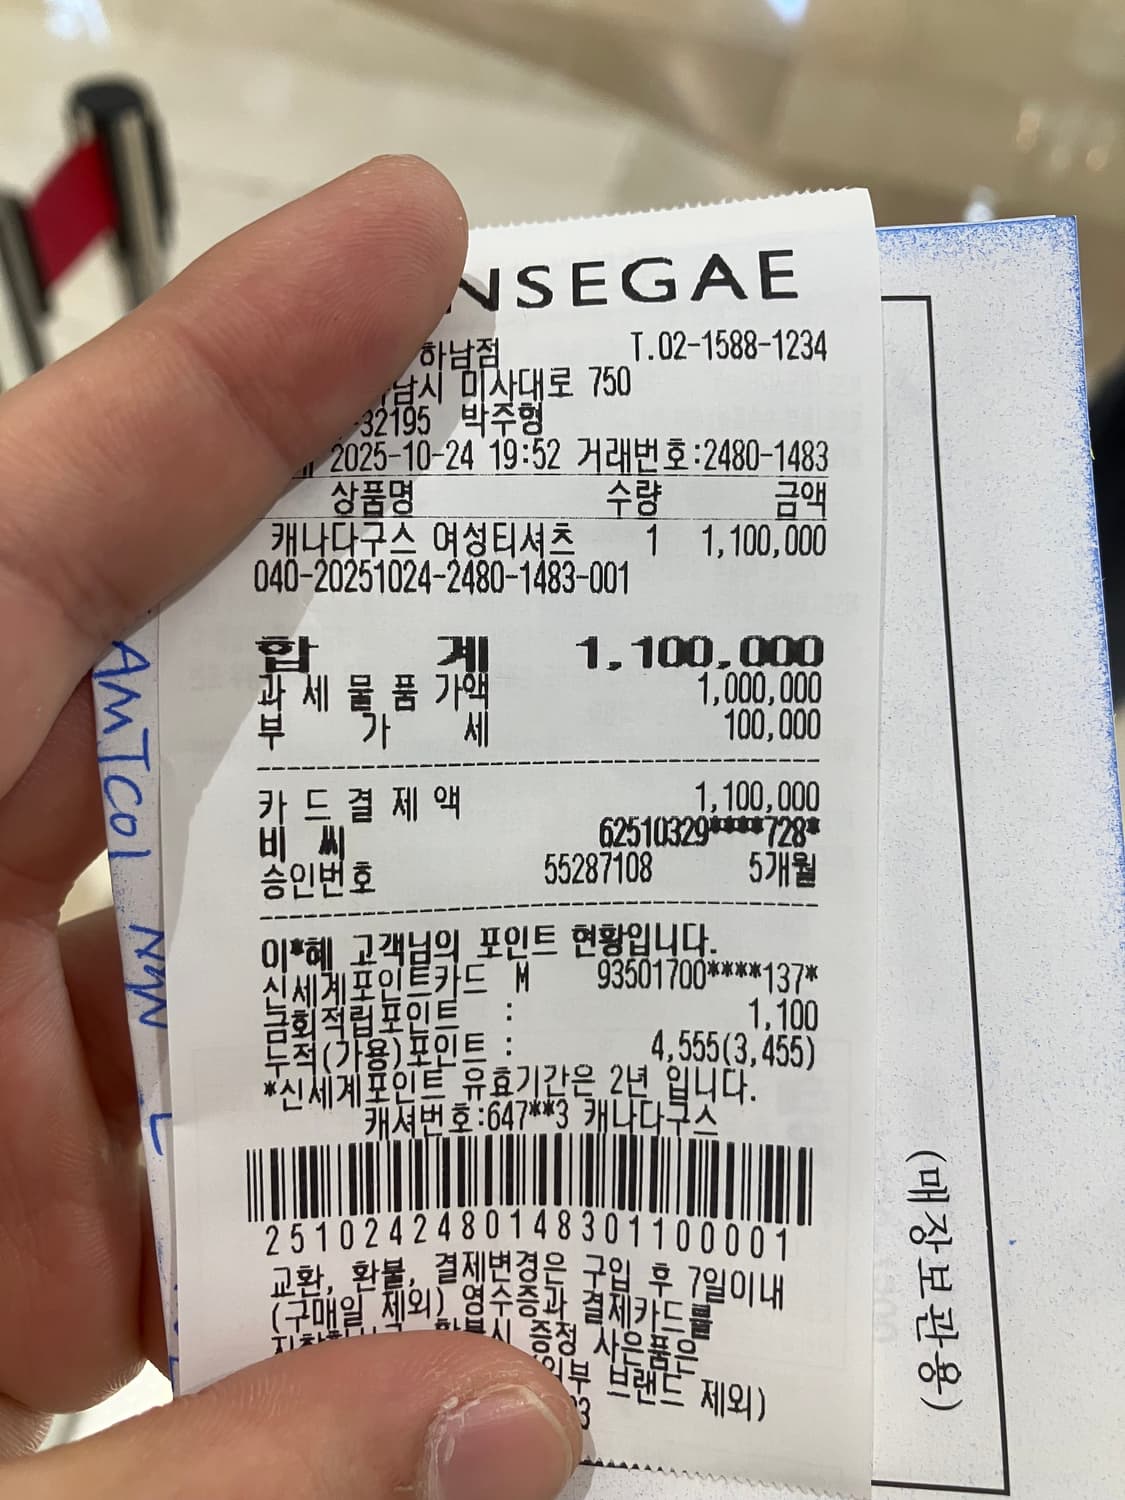 NSEGAE
하남점 T.02-1588-1234
남시 미사대로 750
-32195 박주형
2025-10-24 19:52 거래번호:2480-1483
상품명 수량 금액
캐나다구스 여성티셔츠 1 1,100,000
040-20251024-2480-1483-001
합 계 1,100,000
과 세 물 품 가액 1,000,000
부 가 세 100,000
카 드 결 제 액 1,100,000
비 씨 62510329****728*
승인번호 55287108 5개월
이*혜 고객님의 포인트 현황입니다.
신세계포인트카드 M 93501700****137*
금회적립포인트 : 1,100
누적(가용)포인트 : 4,555(3,455)
*신세계포인트 유효기간은 2년 입니다.
캐셔번호:647**3 캐나다구스
2510242480148301100001
교환, 환불, 결제변경은 구입 후 7일이내
(구매일 제외) 영수증과 결제카드를
증정 사은품은
외부 브랜드 제외)
3
(매장보관용)